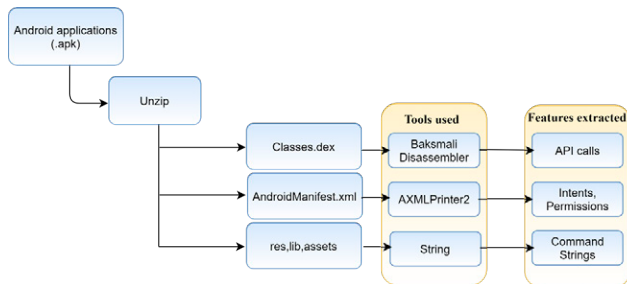 Android applications
(.apk)
Unzip
Tools used
Features extracted
Classes.dex
Baksmali
Disassembler
API calls
AndroidManifest.xml
AXMLPrinter2
Intents,
Permissions
res,lib,assets
String
Command
Strings